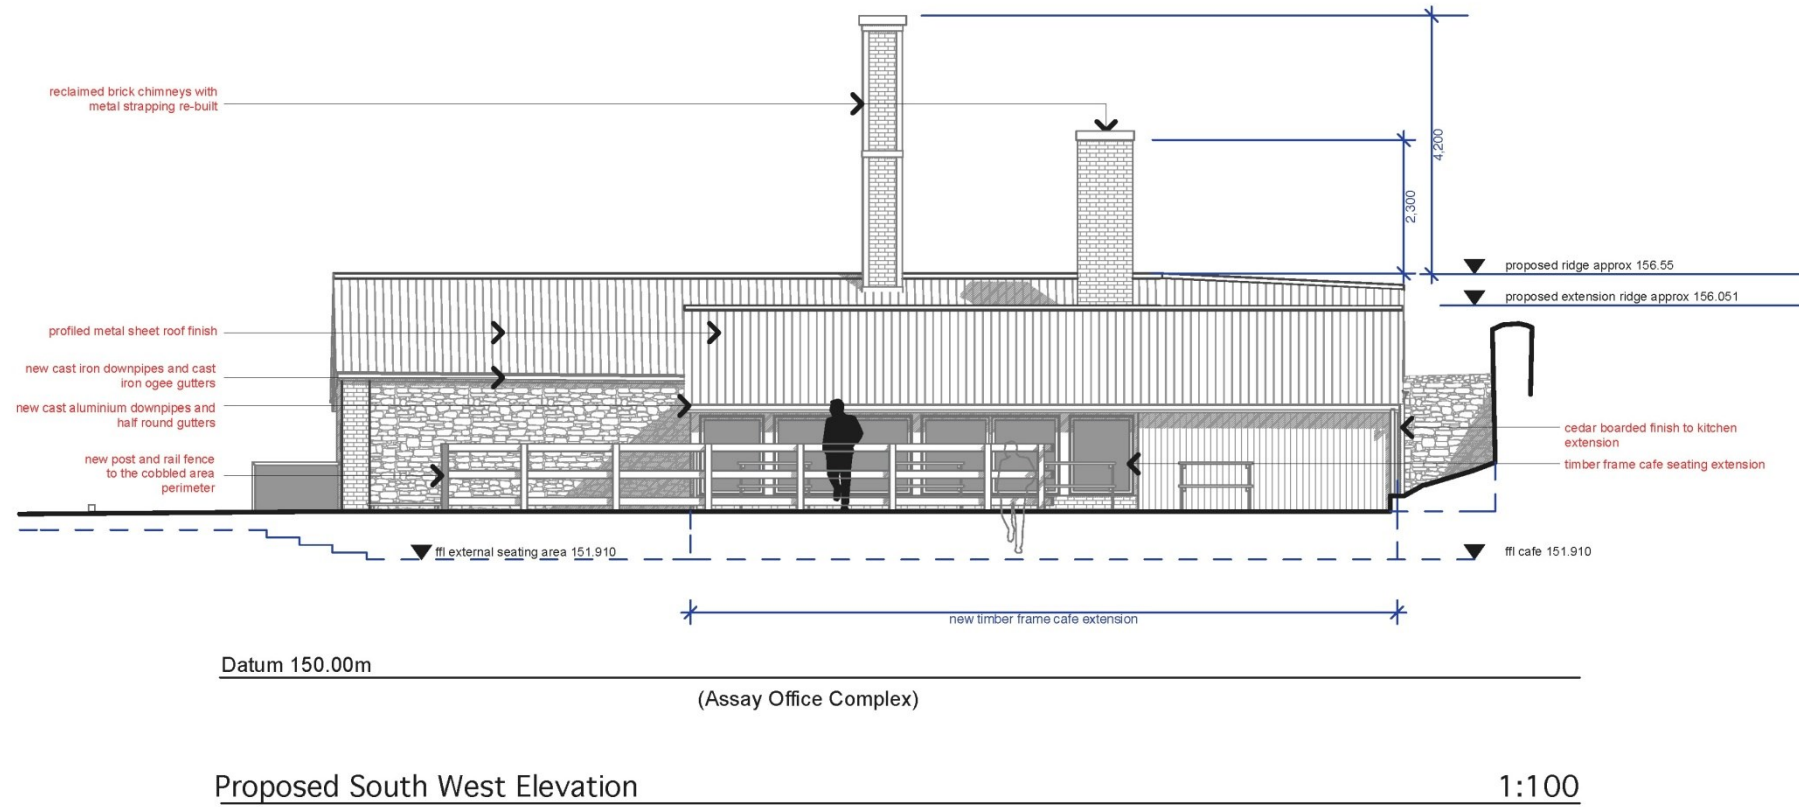 reclaimed brick chimneys with
metal strapping re-built
4,200
2,300
proposed ridge approx 156.55
proposed extension ridge approx 156.051
profiled metal sheet roof finish
new cast iron downpipes and cast
iron ogee gutters
new cast aluminium downpipes and
half round gutters
cedar boarded finish to kitchen
extension
timber frame cafe seating extension
new post and rail fence
to the cobbled area
perimeter
ffl external seating area 151.910
ffl cafe 151.910
new timber frame cafe extension
Datum 150.00m
(Assay Office Complex)
Proposed South West Elevation
1:100